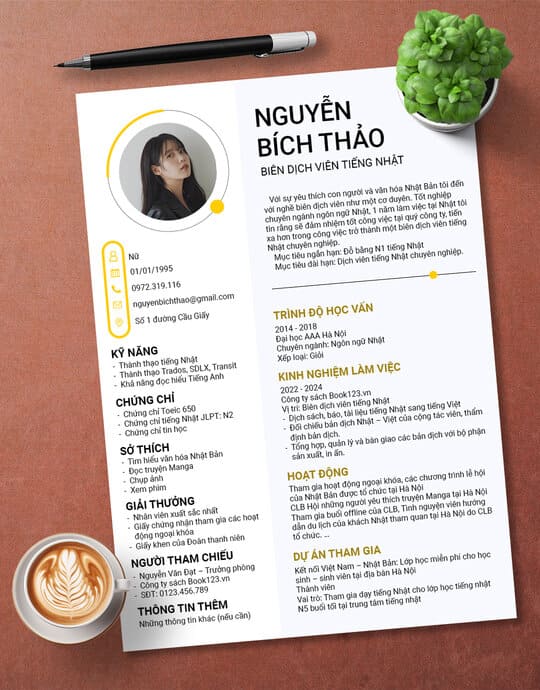 NGUYỄN
BÍCH THẢO
BIÊN DỊCH VIÊN TIẾNG NHẬT
Với sự yêu thích con người và văn hóa Nhật Bản tôi đến
với nghề biên dịch viên như một cơ duyên. Tốt nghiệp
chuyên ngành ngôn ngữ Nhật, 1 năm làm việc tại Nhật tôi
tin rằng sẽ đảm nhiệm tốt công việc tại quý công ty, tiến
xa hơn trong công việc trở thành một biên dịch viên tiếng
Nhật chuyên nghiệp.
Mục tiêu ngắn hạn: Đỗ bằng N1 tiếng Nhật
Mục tiêu dài hạn: Dịch viên tiếng Nhật chuyên nghiệp.
Nữ
01/01/1995
0972.319.116
nguyenbichthao@gmail.com
Số 1 đường Cầu Giấy
KỸ NĂNG
- Thành thạo tiếng Nhật
- Thành thạo Trados, SDLX, Transit
- Khả năng đọc hiểu Tiếng Anh
CHỨNG CHỈ
- Chứng chỉ Toeic 650
- Chứng chỉ tiếng Nhật JLPT: N2
- Chứng chỉ tin học
SỞ THÍCH
- Tìm hiểu văn hóa Nhật Bản
- Đọc truyện Manga
- Chụp ảnh
- Xem phim
GIẢI THƯỞNG
- Nhân viên xuất sắc nhất
- Giấy chứng nhận tham gia các hoạt
động ngoại khóa
- Giấy khen của Đoàn thanh niên
NGƯỜI THAM CHIẾU
- Nguyễn Văn Đạt – Trưởng phòng
- Công ty sách Book123.vn
- SĐT: 0123.456.789
THÔNG TIN THÊM
Những thông tin khác (nếu cần)
TRÌNH ĐỘ HỌC VẤN
2014 - 2018
Đại học AAA Hà Nội
Chuyên ngành: Ngôn ngữ Nhật
Xếp loại: Giỏi
KINH NGHIỆM LÀM VIỆC
2022 - 2024
Công ty sách Book123.vn
Vị trí: Biên dịch viên tiếng Nhật
- Dịch sách, báo, tài liệu tiếng Nhật sang tiếng Việt
- Đối chiếu bản dịch Nhật – Việt của cộng tác viên, thẩm
định bản dịch.
- Tổng hợp, quản lý và bàn giao các bản dịch với bộ phận
sản xuất, in ấn.
HOẠT ĐỘNG
Tham gia hoạt động ngoại khóa, các chương trình lễ hội
của Nhật Bản được tổ chức tại Hà Nội
CLB Hội những người yêu thích truyện Manga tại Hà Nội
Tham gia buổi offline của CLB, Tình nguyện viên hướng
dẫn du lịch của khách Nhật tham quan tại Hà Nội do CLB
tổ chức. ...
DỰ ÁN THAM GIA
Kết nối Việt Nam – Nhật Bản: Lớp học miễn phí cho học
sinh – sinh viên tại địa bàn Hà Nội
Thành viên
Vai trò: Tham gia dạy tiếng Nhật cho lớp học tiếng nhật
N5 buổi tối tại trung tâm tiếng nhật